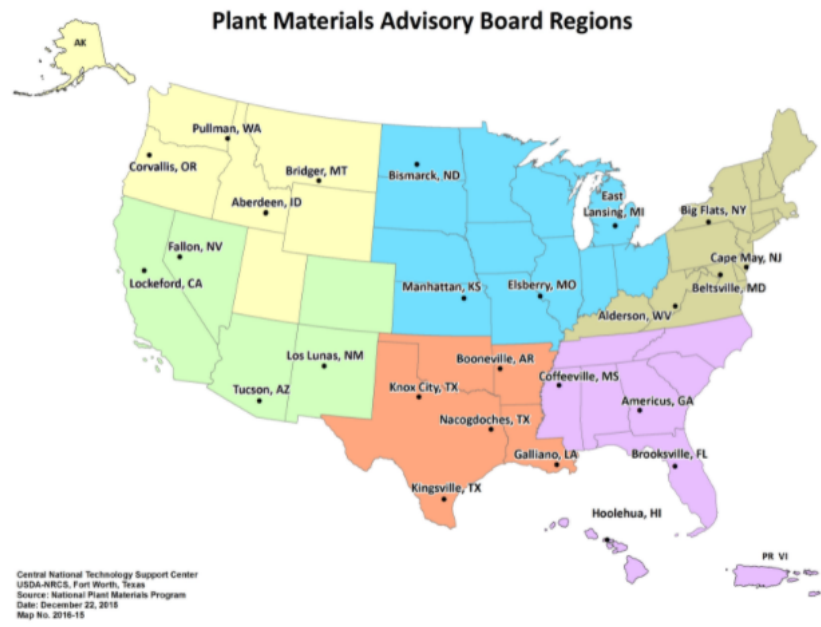 Plant Materials Advisory Board Regions
AK
Pullman, WA
Corvallis, OR
Bridger, MT
Bismarck, ND
Aberdeen, ID
East
Lansing, MI
Big Flats, NY
Fallon, NV
Cape May, NJ
Lockeford, CA
Manhattan, KS
Elsberry, MO
Beltsville, MD
Alderson, WV
Los Lunas, NM
Booneville, AR
Coffeeville, MS
Tucson, AZ
Knox City, TX
Americus, GA
Nacogdoches, TX
Galliano, LA
Brooksville, FL
Kingsville, TX
Hoolehua, HI
PR VI
Central National Technology Support Center
USDA-NRCS, Fort Worth, Texas
Source: National Plant Materials Program
Date: December 22, 2015
Map No. 2016-15